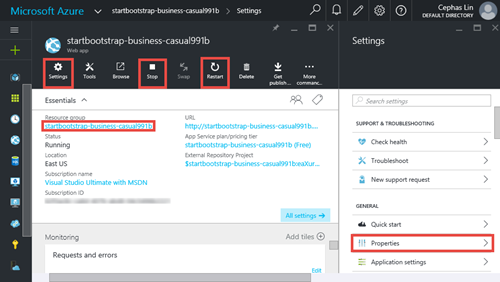 Microsoft Azure
startbootstrap-business-casual991b > Settings
Cephas Lin
DEFAULT DIRECTORY
startbootstrap-business-casual991b
Web app
Settings
Tools
Browse
Stop
Swap
Restart
Delete
Get publish...
More commanc...
Essentials
Resource group
startbootstrap-business-casual991b
Status
Running
Location
East US
Subscription name
Visual Studio Ultimate with MSDN
Subscription ID
URL
http://startbootstrap-business-casual991b....
App Service plan/pricing tier
startbootstrap-business-casual991b (Free)
External Repository Project
$startbootstrap-business-casual991b:eaXur...
All settings →
Monitoring
Add tiles
Requests and errors
Edit
Settings
Search settings
SUPPORT & TROUBLESHOOTING
Check health
Troubleshoot
New support request
GENERAL
Quick start
Properties
Application settings